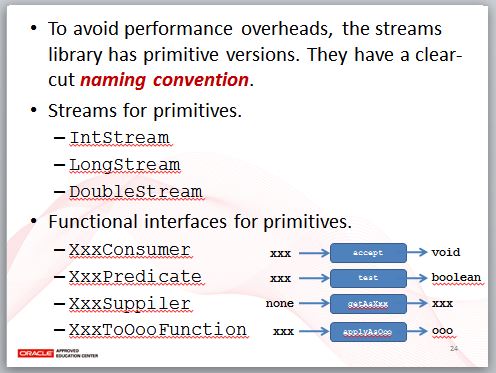 • To avoid performance overheads, the streams
library has primitive versions. They have a clear-
cut naming convention.
• Streams for primitives.
– IntStream
– LongStream
– DoubleStream
• Functional interfaces for primitives.
– XxxConsumer xxx accept void
– XxxPredicate xxx test boolean
– XxxSuppiler none getAsXxx xxx
– XxxToOooFunction xxx applyAsOoo ooo
ORACLE APPROVED
EDUCATION CENTER
24